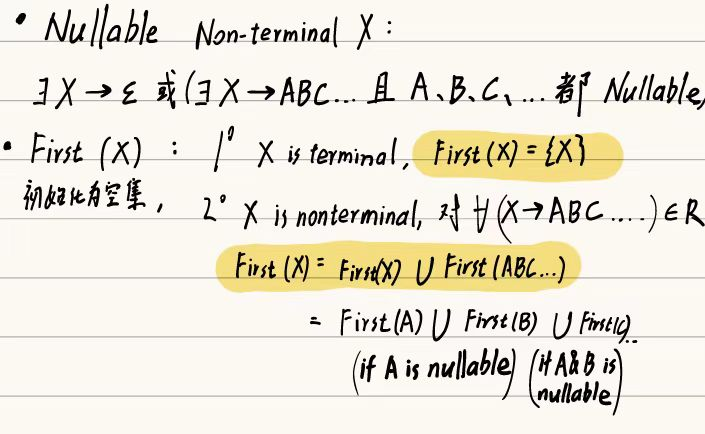 • Nullable Non-terminal X :
∃ X → ε 或 (∃ X → ABC... 且 A、B、C、... 都 Nullable,
• First (X) : 1° X is terminal, First (X) = {X}
初始化为空集, 2° X is nonterminal, 对 ∀ (X → ABC ....) ∈ R
First (X) = First(X) ∪ First (ABC...)
= First(A) ∪ First(B) ∪ First(C)...
(if A is nullable) (if A&B is
nullable)